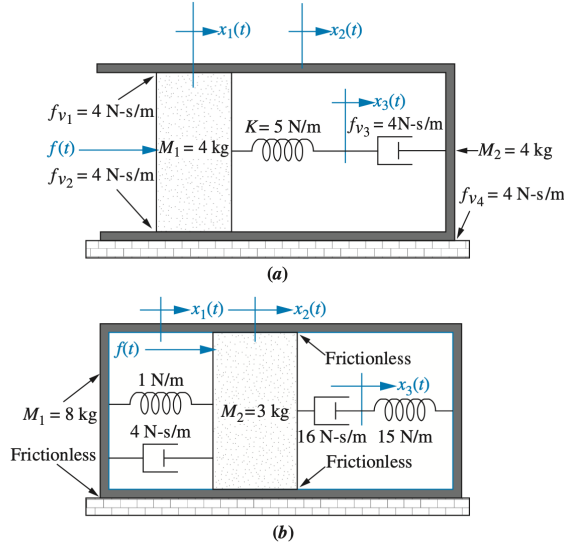 x₁(t) x₂(t)
fᵥ₁ = 4 N-s/m
x₃(t)
K= 5 N/m
fᵥ₃ = 4N-s/m
f(t)
M₁ = 4 kg
M₂ = 4 kg
fᵥ₂ = 4 N-s/m
fᵥ₄ = 4 N-s/m
(a)
x₁(t) x₂(t)
f(t)
Frictionless
1 N/m
x₃(t)
M₁ = 8 kg
M₂=3 kg
4 N-s/m
16 N-s/m 15 N/m
Frictionless
Frictionless
(b)